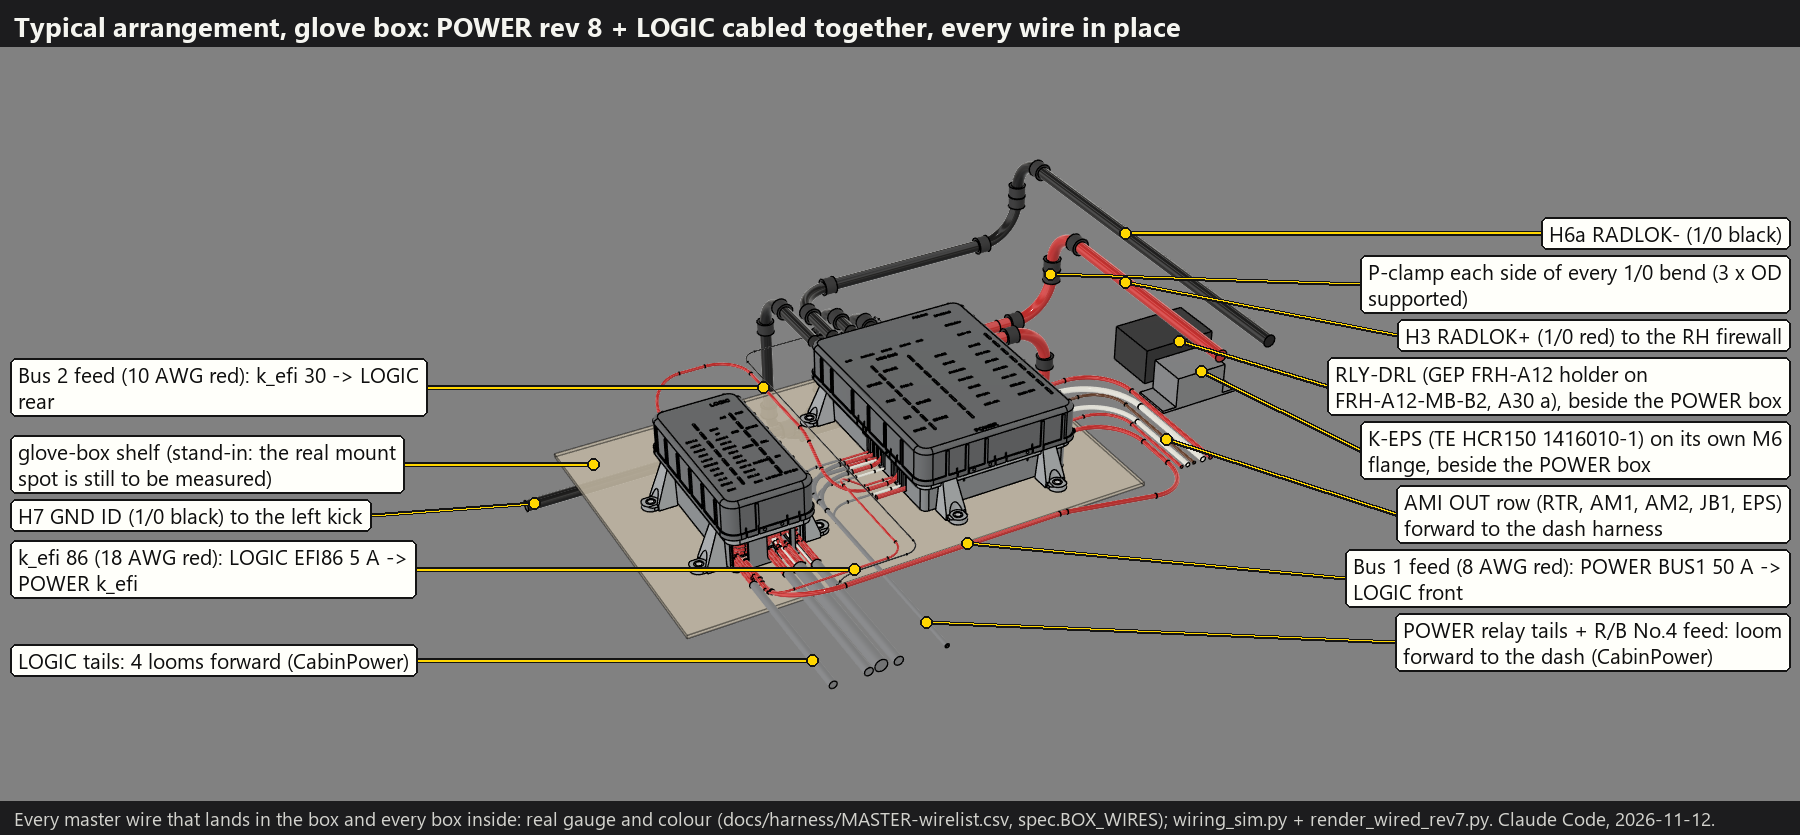 Typical arrangement, glove box: POWER rev 8 + LOGIC cabled together, every wire in place
H6a RADLOK- (1/0 black)
P-clamp each side of every 1/0 bend (3 x OD
supported)
H3 RADLOK+ (1/0 red) to the RH firewall
RLY-DRL (GEP FRH-A12 holder on
FRH-A12-MB-B2, A30 a), beside the POWER box
K-EPS (TE HCR150 1416010-1) on its own M6
flange, beside the POWER box
AMI OUT row (RTR, AM1, AM2, JB1, EPS)
forward to the dash harness
Bus 1 feed (8 AWG red): POWER BUS1 50 A ->
LOGIC front
POWER relay tails + R/B No.4 feed: loom
forward to the dash (CabinPower)
Bus 2 feed (10 AWG red): k_efi 30 -> LOGIC
rear
glove-box shelf (stand-in: the real mount
spot is still to be measured)
H7 GND ID (1/0 black) to the left kick
k_efi 86 (18 AWG red): LOGIC EFI86 5 A ->
POWER k_efi
LOGIC tails: 4 looms forward (CabinPower)
Every master wire that lands in the box and every box inside: real gauge and colour (docs/harness/MASTER-wirelist.csv, spec.BOX_WIRES); wiring_sim.py + render_wired_rev7.py. Claude Code, 2026-11-12.